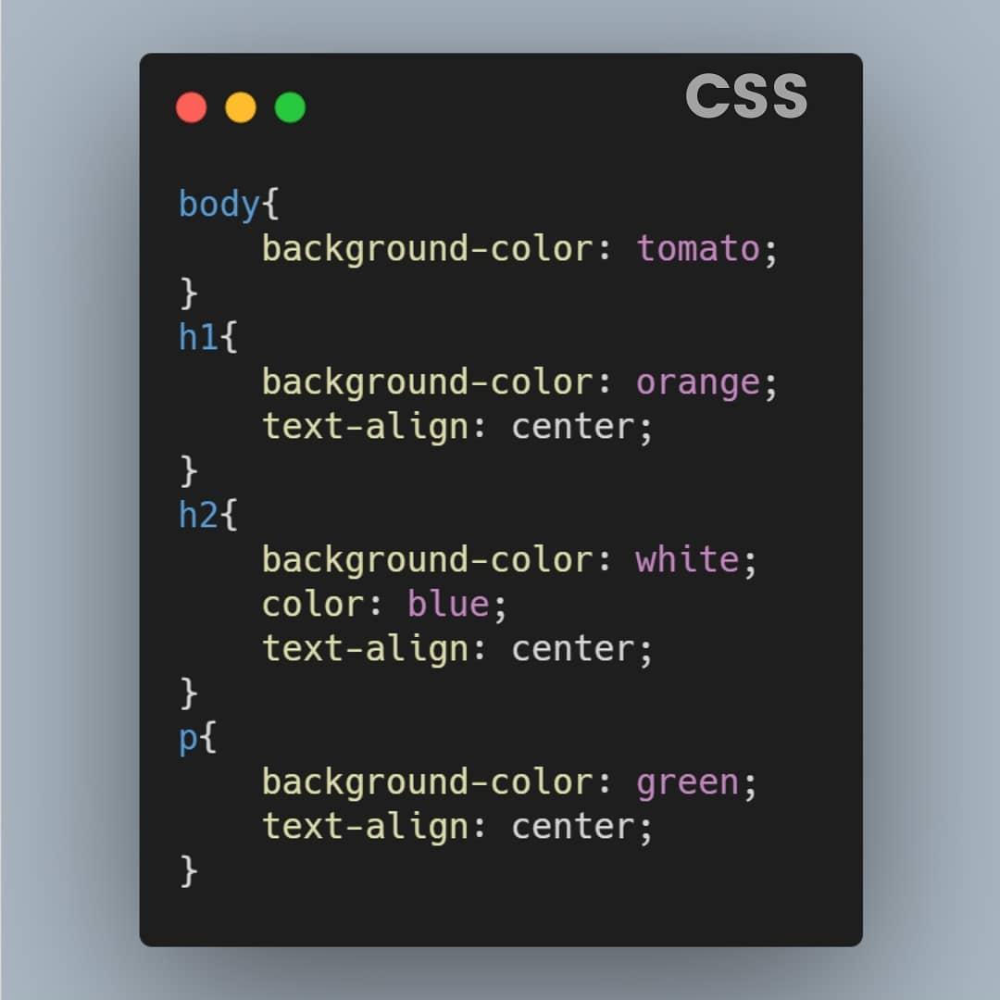 CSS
body{
    background-color: tomato;
}
h1{
    background-color: orange;
    text-align: center;
}
h2{
    background-color: white;
    color: blue;
    text-align: center;
}
p{
    background-color: green;
    text-align: center;
}